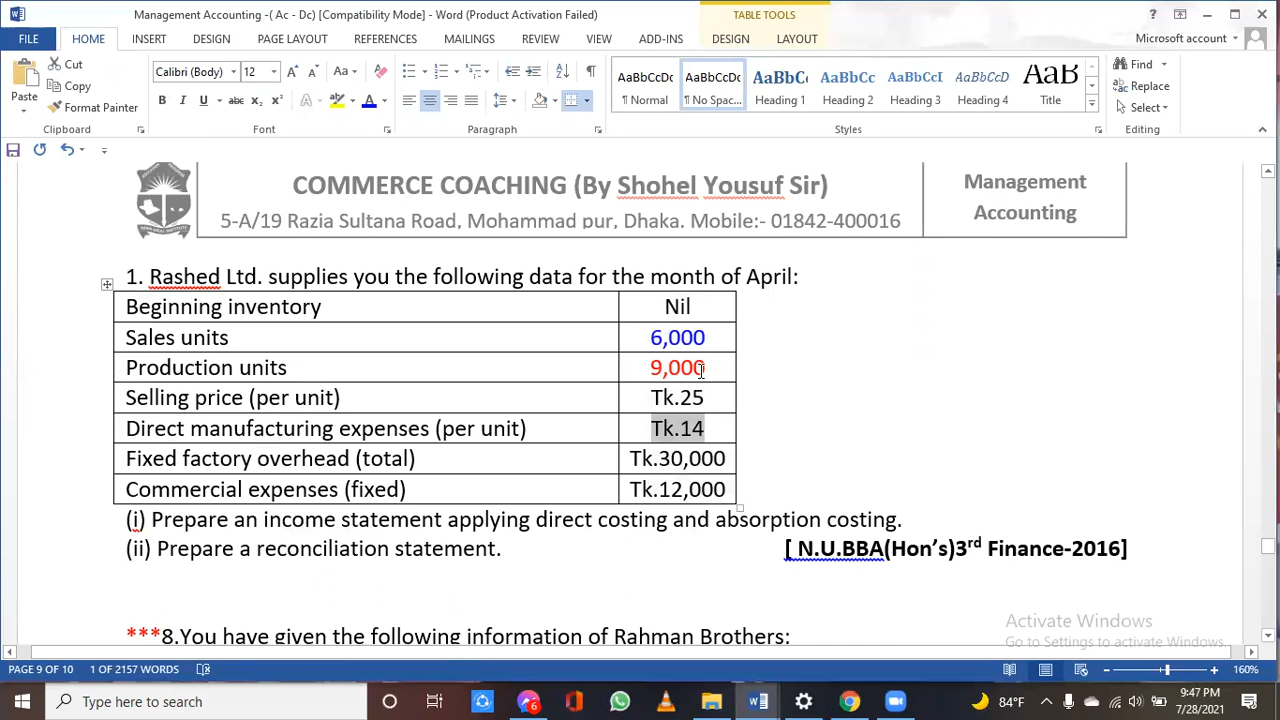 Management Accounting -( Ac - Dc) [Compatibility Mode] - Word (Product Activation Failed)
TABLE TOOLS
?
FILE HOME INSERT DESIGN PAGE LAYOUT REFERENCES MAILINGS REVIEW VIEW ADD-INS DESIGN LAYOUT Microsoft account
Paste
Cut
Copy
Format Painter
Clipboard
Calibri (Body) 12 A A Aa
B I U abc x₂ x² A ab A
Font
Paragraph
AaBbCcDc AaBbCcDc AaBbCc AaBbCcD AaBbCcI AaBbCcD AaB
¶ Normal ¶ No Spac... Heading 1 Heading 2 Heading 3 Heading 4 Title
Styles
Find
Replace
Select
Editing
COMMERCE COACHING (By Shohel Yousuf Sir)
5-A/19 Razia Sultana Road, Mohammad pur, Dhaka. Mobile:- 01842-400016
Management
Accounting
1. Rashed Ltd. supplies you the following data for the month of April:
Beginning inventory Nil
Sales units 6,000
Production units 9,000
Selling price (per unit) Tk.25
Direct manufacturing expenses (per unit) Tk.14
Fixed factory overhead (total) Tk.30,000
Commercial expenses (fixed) Tk.12,000
(i) Prepare an income statement applying direct costing and absorption costing.
(ii) Prepare a reconciliation statement. [ N.U.BBA(Hon's)3rd Finance-2016]
***8.You have given the following information of Rahman Brothers:
Activate Windows
Go to Settings to activate Windows.
PAGE 9 OF 10 1 OF 2157 WORDS 160%
Type here to search
84°F
9:47 PM
7/28/2021